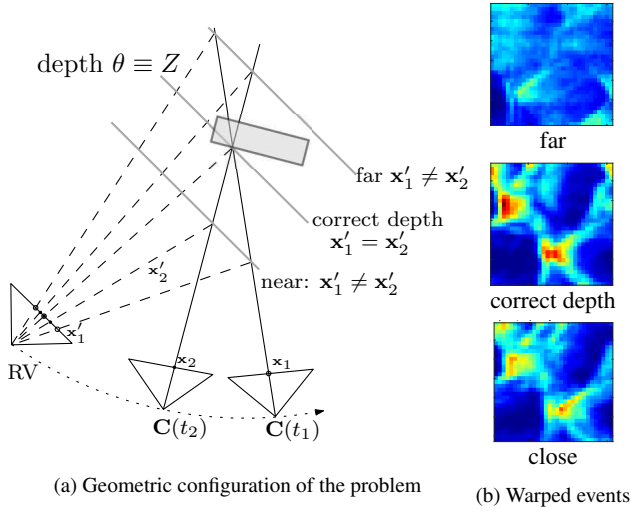 depth θ ≡ Z
far x′₁ ≠ x′₂
correct depth
x′₁ = x′₂
near: x′₁ ≠ x′₂
x′₂
x′₁
RV
x₂
x₁
C(t₂)
C(t₁)
(a) Geometric configuration of the problem
far
correct depth
close
(b) Warped events